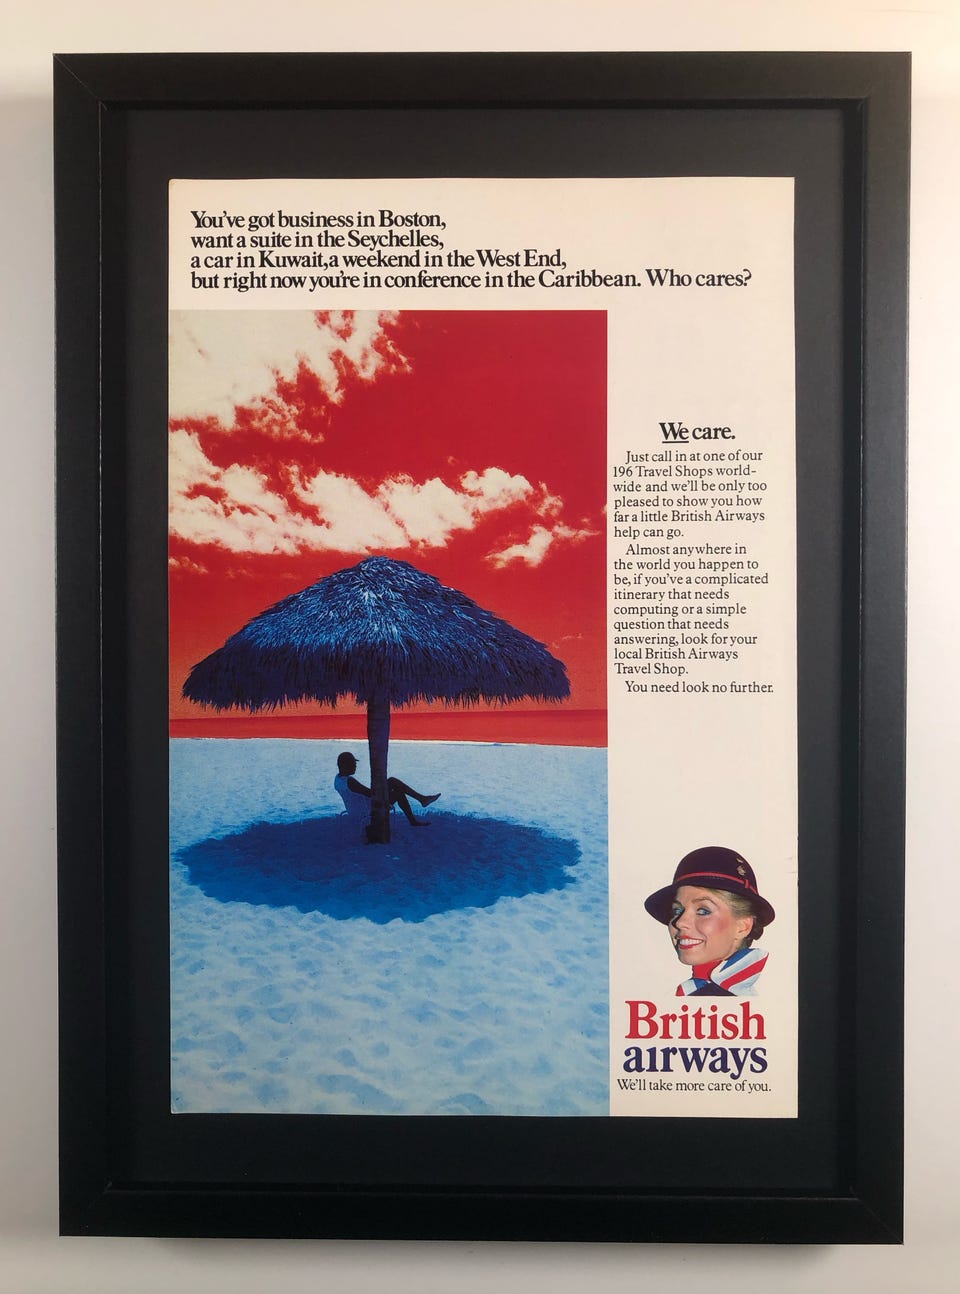 You've got business in Boston,
want a suite in the Seychelles,
a car in Kuwait, a weekend in the West End,
but right now you're in conference in the Caribbean. Who cares?
We care.
Just call in at one of our
196 Travel Shops world-
wide and we'll be only too
pleased to show you how
far a little British Airways
help can go.
Almost anywhere in
the world you happen to
be, if you've a complicated
itinerary that needs
computing or a simple
question that needs
answering, look for your
local British Airways
Travel Shop.
You need look no further.
British
airways
We'll take more care of you.